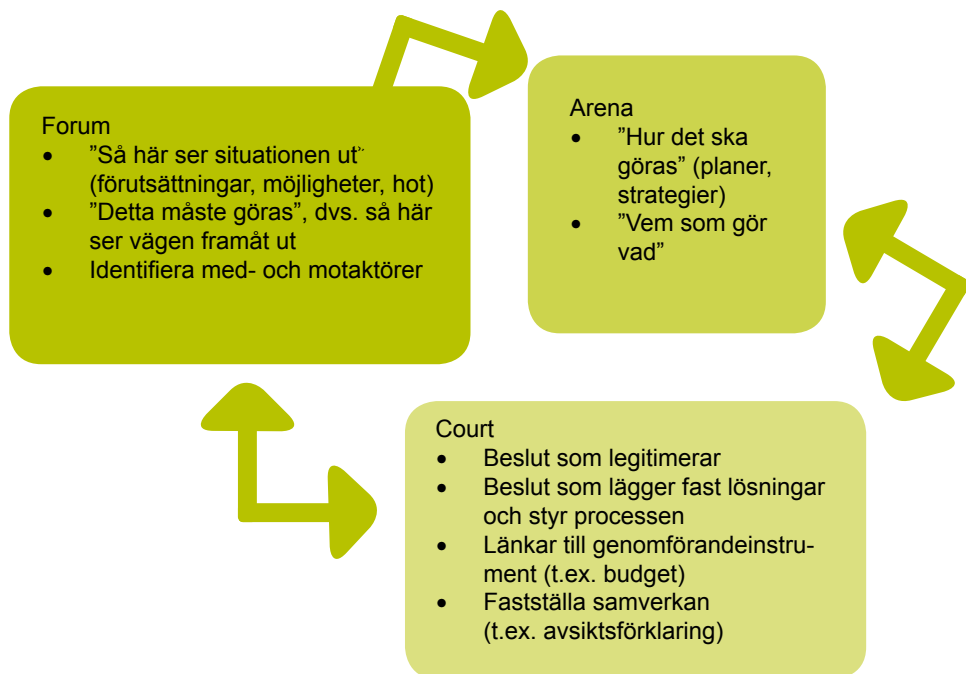 Forum
• ”Så här ser situationen ut”
(förutsättningar, möjligheter, hot)
• ”Detta måste göras”, dvs. så här
ser vägen framåt ut
• Identifiera med- och motaktörer
Arena
• ”Hur det ska
göras” (planer,
strategier)
• ”Vem som gör
vad”
Court
• Beslut som legitimerar
• Beslut som lägger fast lösningar
och styr processen
• Länkar till genomförandeinstru-
ment (t.ex. budget)
• Fastställa samverkan
(t.ex. avsiktsförklaring)